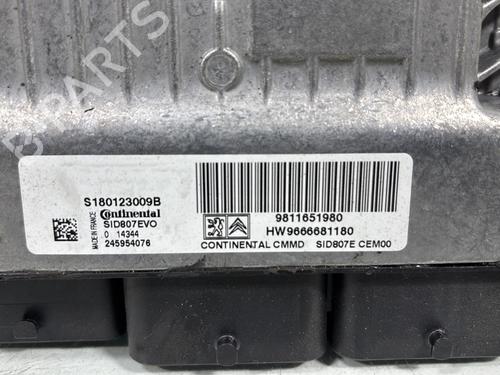 B-PARTS
S180123009B
Continental
SID807EVO
0 14344
245954076
MADE IN FRANCE
9811651980
HW9666681180
CONTINENTAL CMMD SID807E CEM00